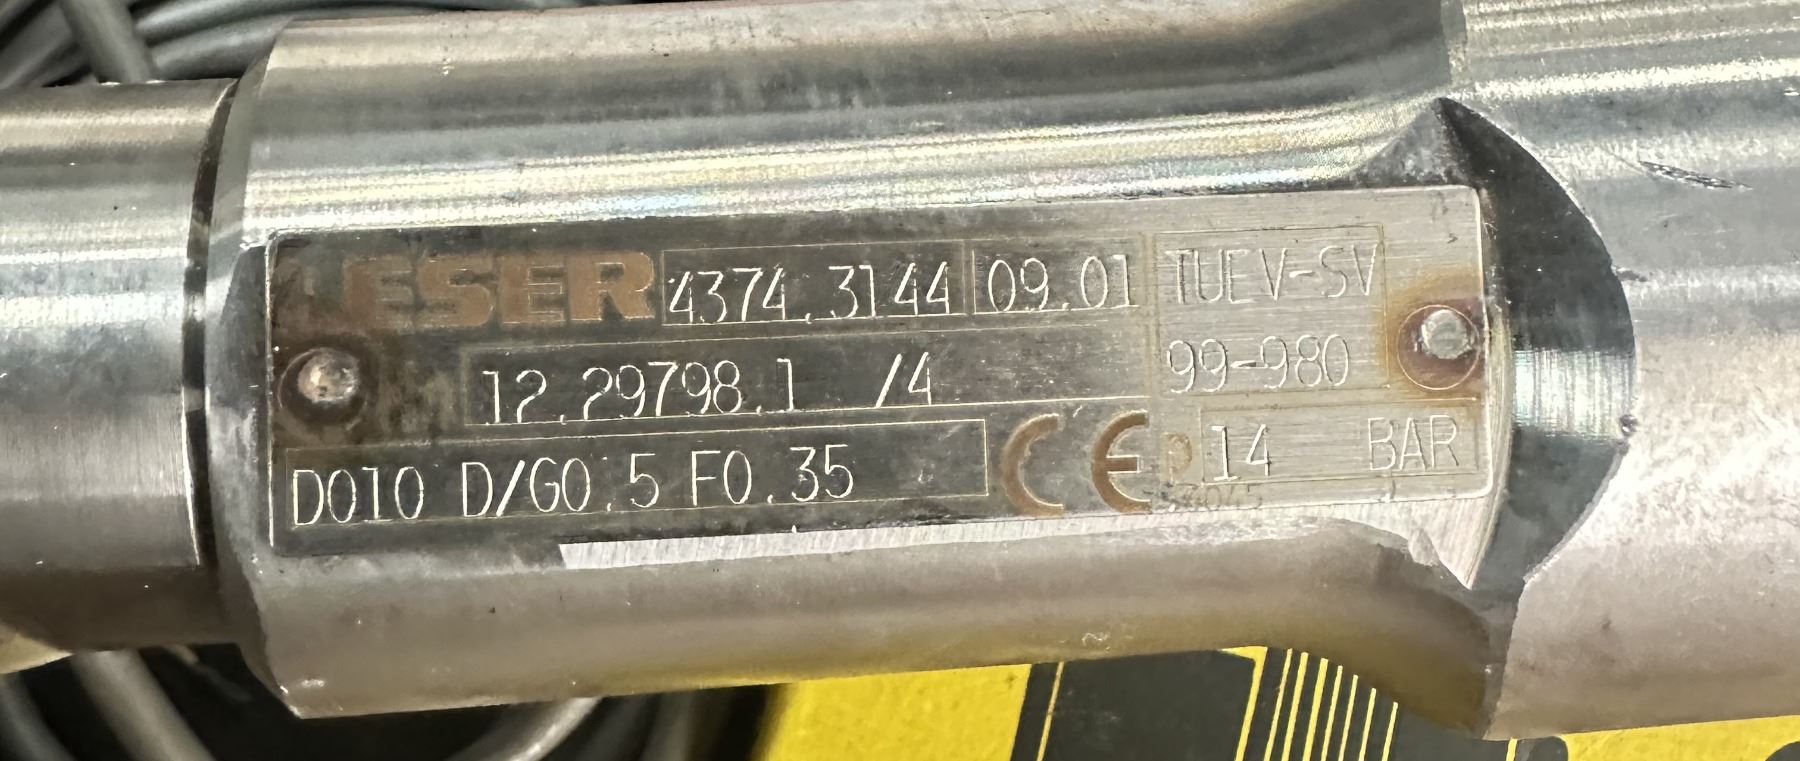 LESER 4374.3144 09.01 TUEV-SV
12.29798.1 /4 99-980
D010 D/G0.5 F0.35 CE p 14 BAR